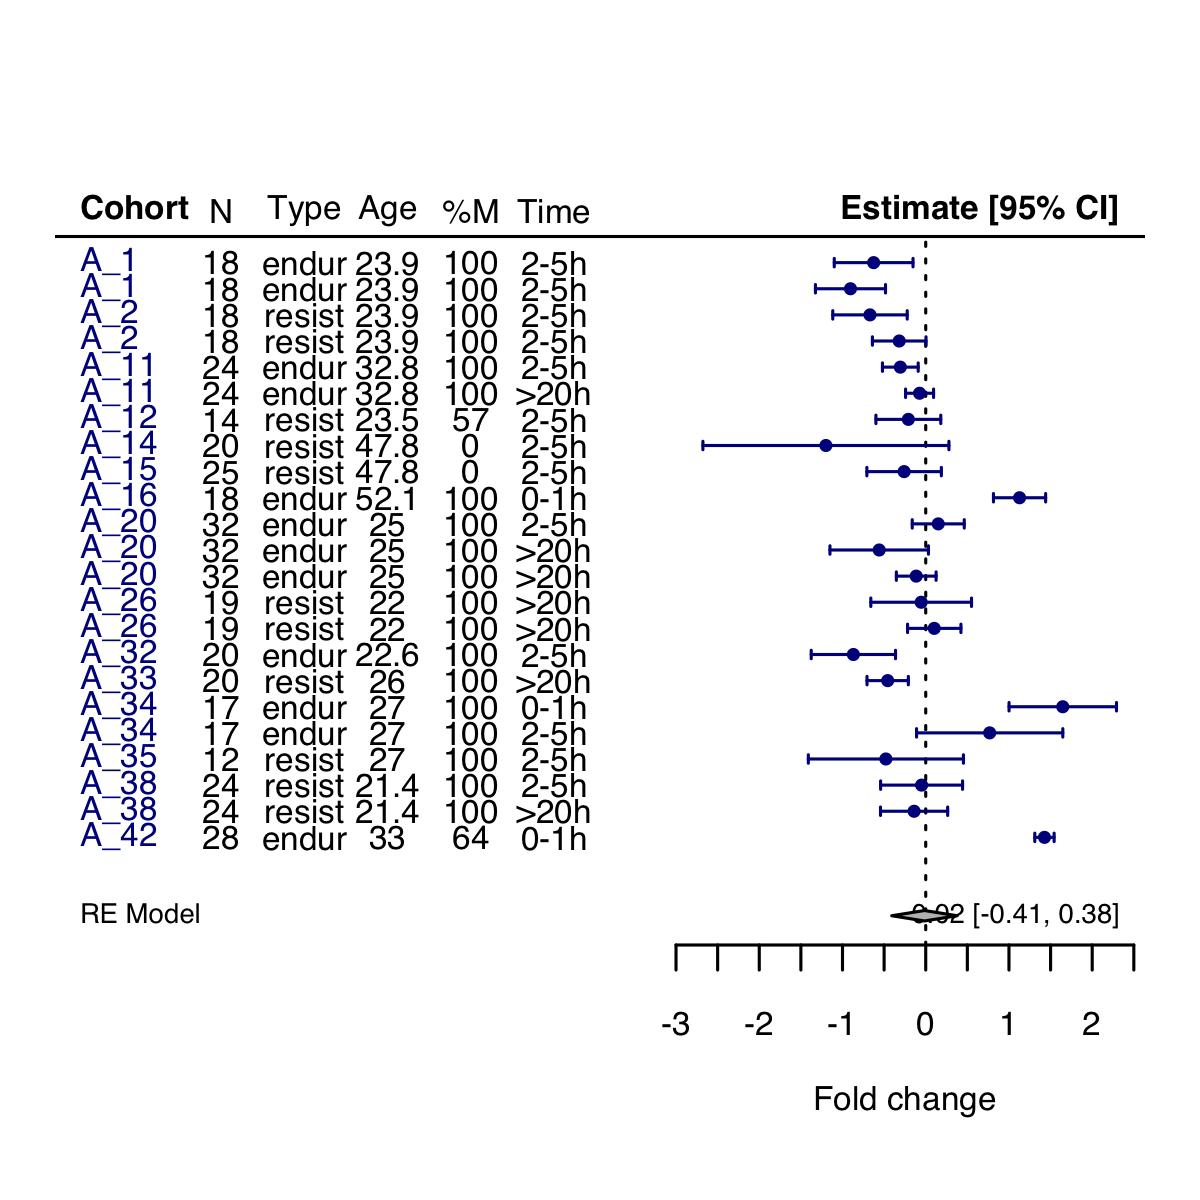 Cohort N Type Age %M Time Estimate [95% CI]
A_1 18 endur 23.9 100 2-5h
A_1 18 endur 23.9 100 2-5h
A_2 18 resist 23.9 100 2-5h
A_2 18 resist 23.9 100 2-5h
A_11 24 endur 32.8 100 2-5h
A_11 24 endur 32.8 100 >20h
A_12 14 resist 23.5 57 2-5h
A_14 20 resist 47.8 0 2-5h
A_15 25 resist 47.8 0 2-5h
A_16 18 endur 52.1 100 0-1h
A_20 32 endur 25 100 2-5h
A_20 32 endur 25 100 >20h
A_20 32 endur 25 100 >20h
A_26 19 resist 22 100 >20h
A_26 19 resist 22 100 >20h
A_32 20 endur 22.6 100 2-5h
A_33 20 resist 26 100 >20h
A_34 17 endur 27 100 0-1h
A_34 17 endur 27 100 2-5h
A_35 12 resist 27 100 2-5h
A_38 24 resist 21.4 100 2-5h
A_38 24 resist 21.4 100 >20h
A_42 28 endur 33 64 0-1h
RE Model [-0.41, 0.38]
-3 -2 -1 0 1 2
Fold change